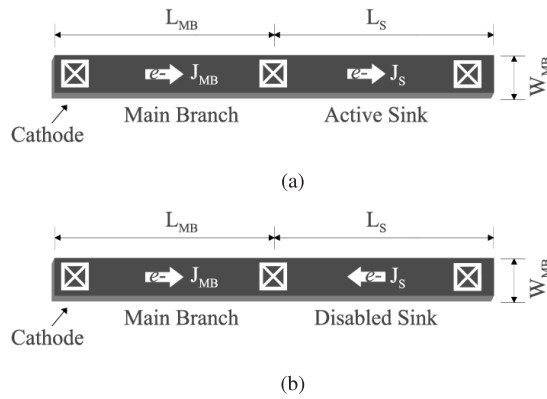 L_MB L_S
e- J_MB e- J_S W_MB
Main Branch Active Sink
Cathode
(a)
L_MB L_S
e- J_MB e- J_S W_MB
Main Branch Disabled Sink
Cathode
(b)